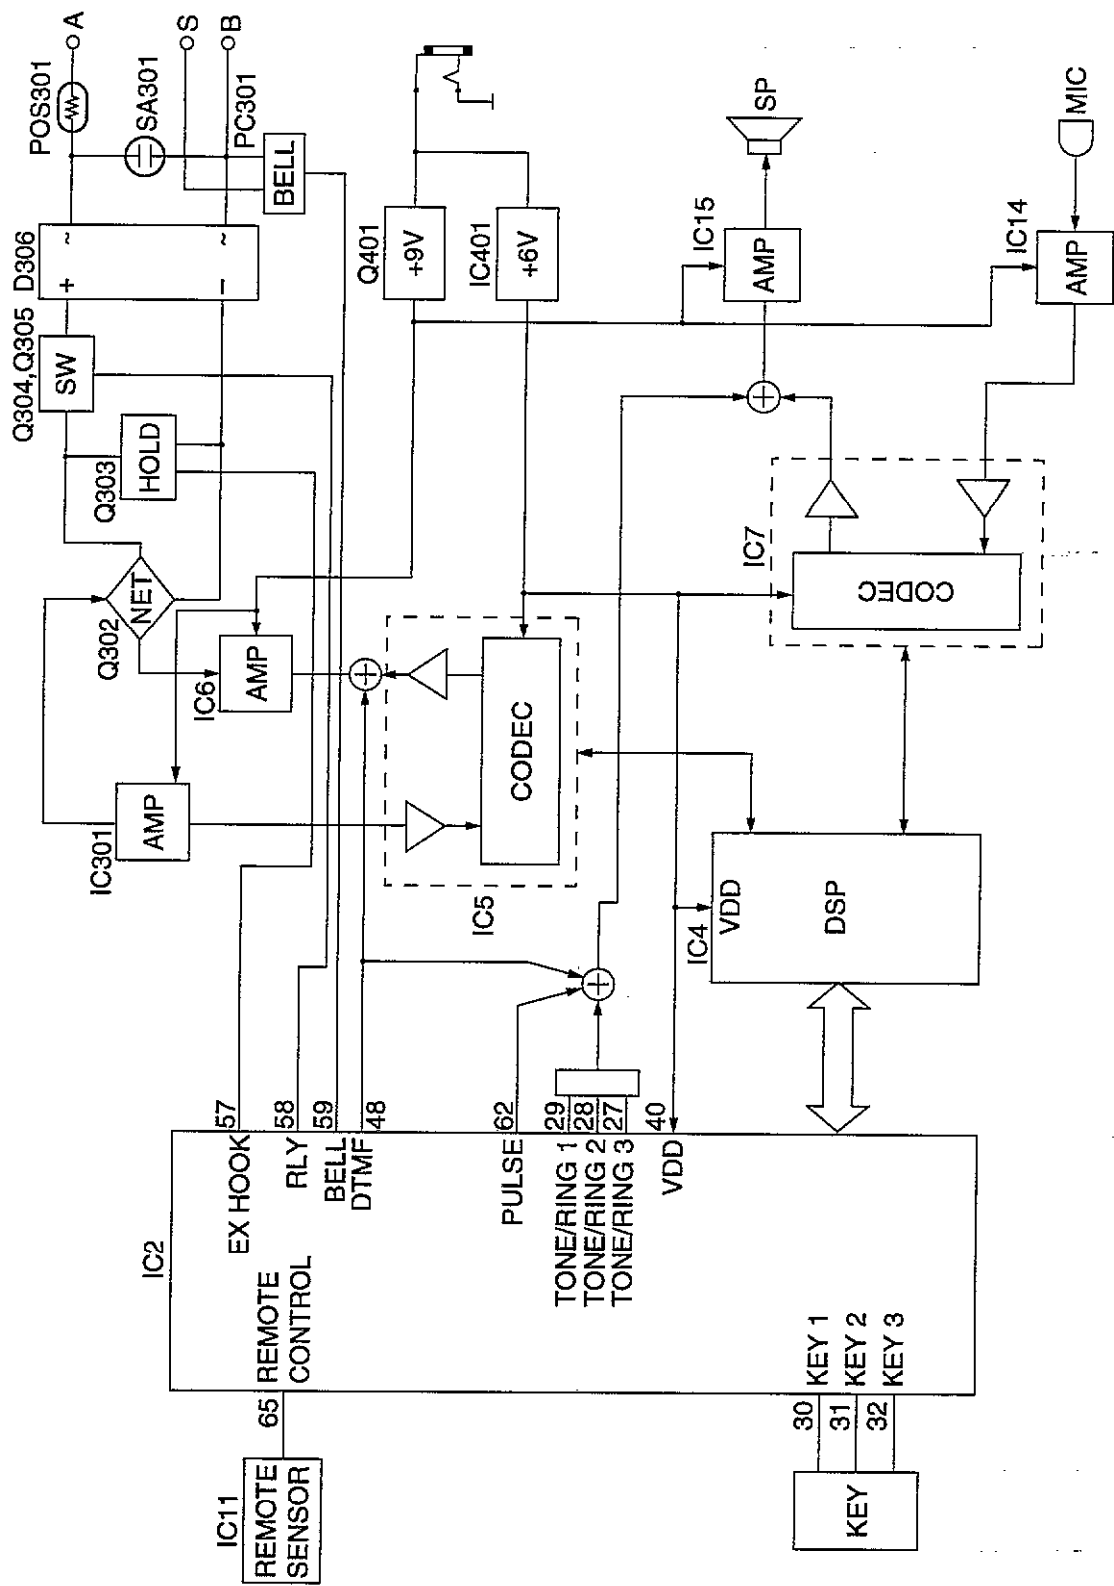 IC11
REMOTE
SENSOR
65
REMOTE
CONTROL
IC2
EX HOOK
57
RLY
58
BELL
59
DTMF
48
PULSE
62
TONE/RING 1
29
TONE/RING 2
28
TONE/RING 3
27
VDD
40
KEY
30
KEY 1
31
KEY 2
32
KEY 3
IC301
AMP
IC6
AMP
Q302
NET
Q303
HOLD
Q304,Q305
SW
D306
+
−
~
~
POS301
A
SA301
S
B
PC301
BELL
IC5
CODEC
Q401
+9V
IC401
+6V
IC4
VDD
DSP
IC7
CODEC
IC15
AMP
SP
IC14
AMP
MIC